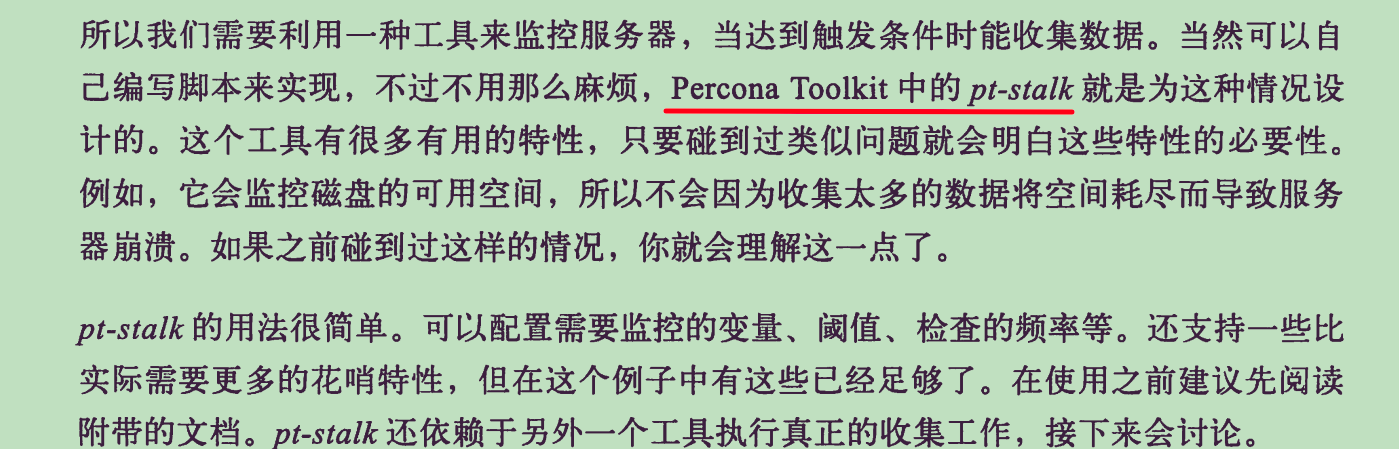 所以我们需要利用一种工具来监控服务器，当达到触发条件时能收集数据。当然可以自
己编写脚本来实现，不过不用那么麻烦，Percona Toolkit 中的 pt-stalk 就是为这种情况设
计的。这个工具有很多有用的特性，只要碰到过类似问题就会明白这些特性的必要性。
例如，它会监控磁盘的可用空间，所以不会因为收集太多的数据将空间耗尽而导致服务
器崩溃。如果之前碰到过这样的情况，你就会理解这一点了。
pt-stalk 的用法很简单。可以配置需要监控的变量、阈值、检查的频率等。还支持一些比
实际需要更多的花哨特性，但在这个例子中有这些已经足够了。在使用之前建议先阅读
附带的文档。pt-stalk 还依赖于另外一个工具执行真正的收集工作，接下来会讨论。